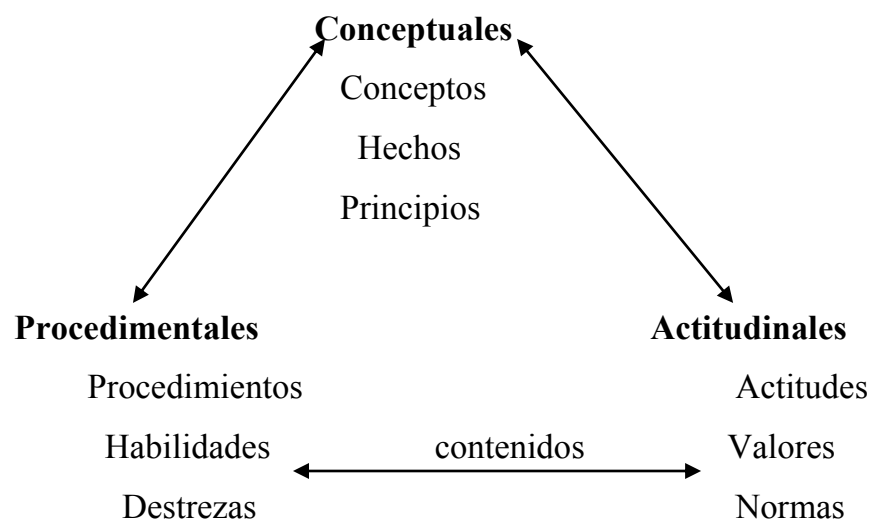 Conceptuales
Conceptos
Hechos
Principios
Procedimentales
Actitudinales
Procedimientos
Actitudes
Habilidades
contenidos
Valores
Destrezas
Normas